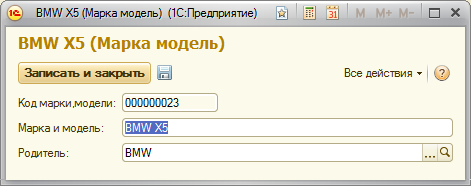 BMW X5 (Марка модель) (1С:Предприятие)
M M+ M-
BMW X5 (Марка модель)
Записать и закрыть
Все действия
Код марки,модели: 000000023
Марка и модель: BMW X5
Родитель: BMW